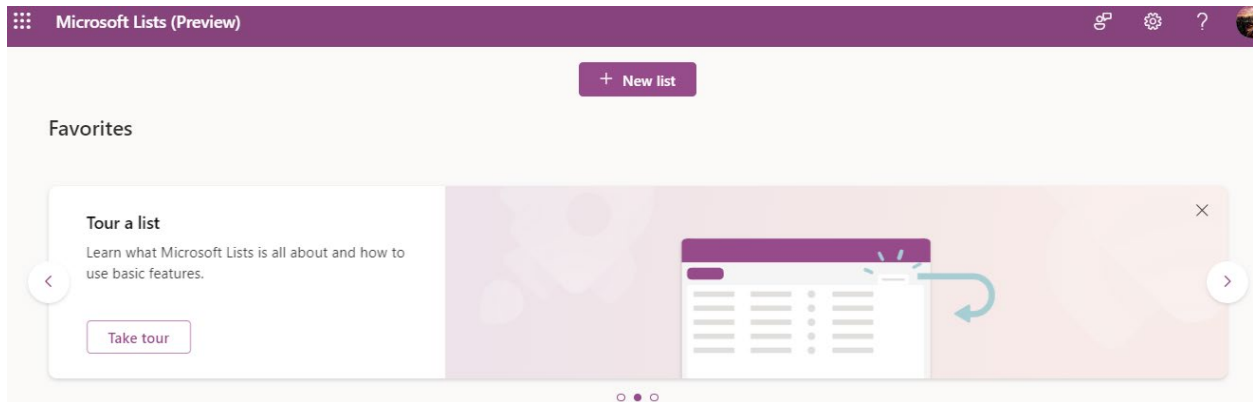 Microsoft Lists (Preview)
?
+ New list
Favorites
Tour a list
Learn what Microsoft Lists is all about and how to
use basic features.
Take tour